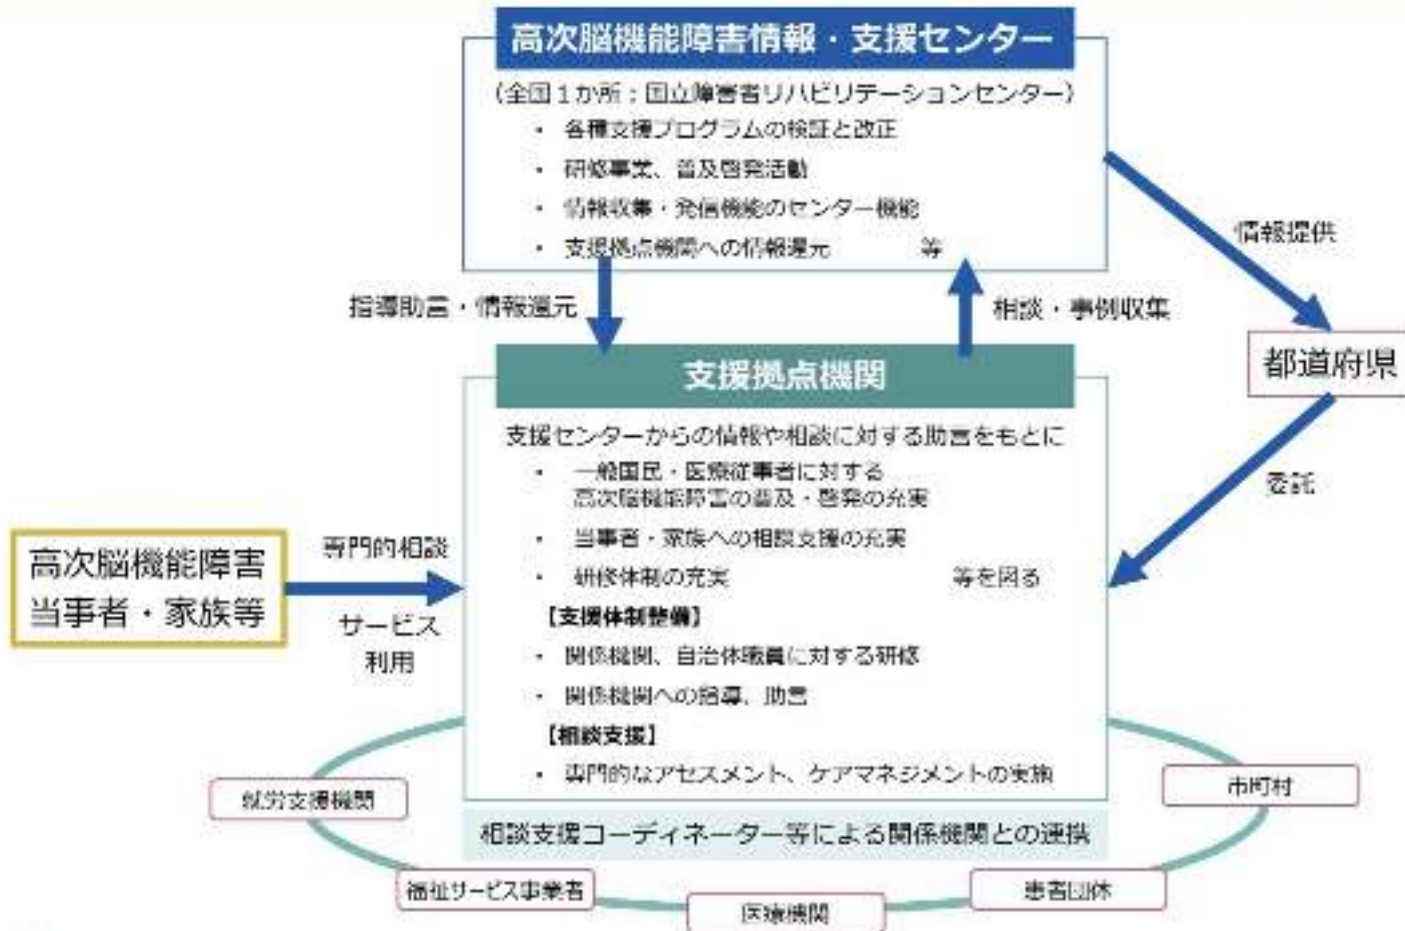 高次脳機能障害情報・支援センター
(全国1か所；国立障害者リハビリテーションセンター)
・ 各種支援プログラムの検証と改正
・ 研修事業、普及啓発活動
・ 情報収集・発信機能のセンター機能
・ 支援拠点機関への情報還元 等
情報提供
指導助言・情報還元
相談・事例収集
都道府県
支援拠点機関
支援センターからの情報や相談に対する助言をもとに
・ 一般国民・医療従事者に対する
高次脳機能障害の普及・啓発の充実
委託
・ 当事者・家族への相談支援の充実
・ 研修体制の充実 等を図る
専門的相談
高次脳機能障害
当事者・家族等
サービス
利用
【支援体制整備】
・ 関係機関、自治体職員に対する研修
・ 関係機関への指導、助言
【相談支援】
・ 専門的なアセスメント、ケアマネジメントの実施
就労支援機関
市町村
相談支援コーディネーター等による関係機関との連携
福祉サービス事業者
患者団体
医療機関